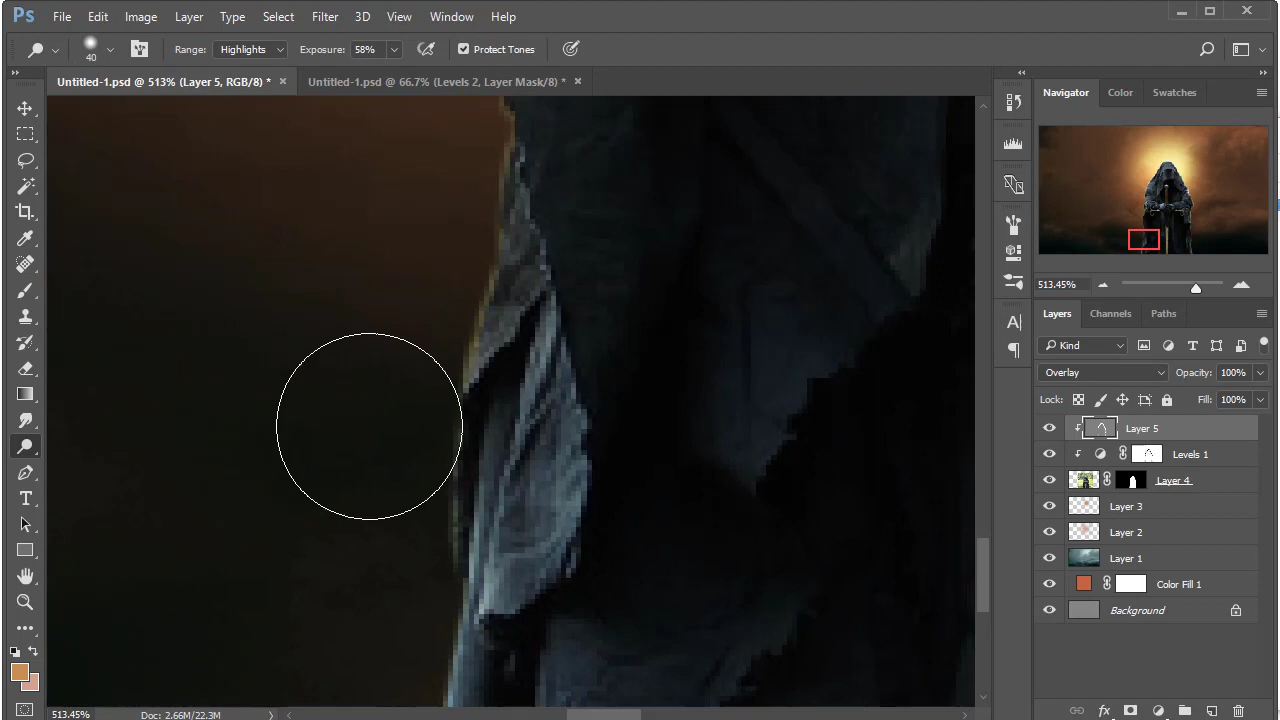 Ps File Edit Image Layer Type Select Filter 3D View Window Help
40 Range: Highlights Exposure: 58% Protect Tones
Untitled-1.psd @ 513% (Layer 5, RGB/8) * Untitled-1.psd @ 66.7% (Levels 2, Layer Mask/8) *
Navigator Color Swatches
513.45%
Layers Channels Paths
Kind
Overlay Opacity: 100%
Lock: Fill: 100%
Layer 5
Levels 1
Layer 4
Layer 3
Layer 2
Layer 1
Color Fill 1
Background
fx
513.45% Doc: 2.66M/22.3M